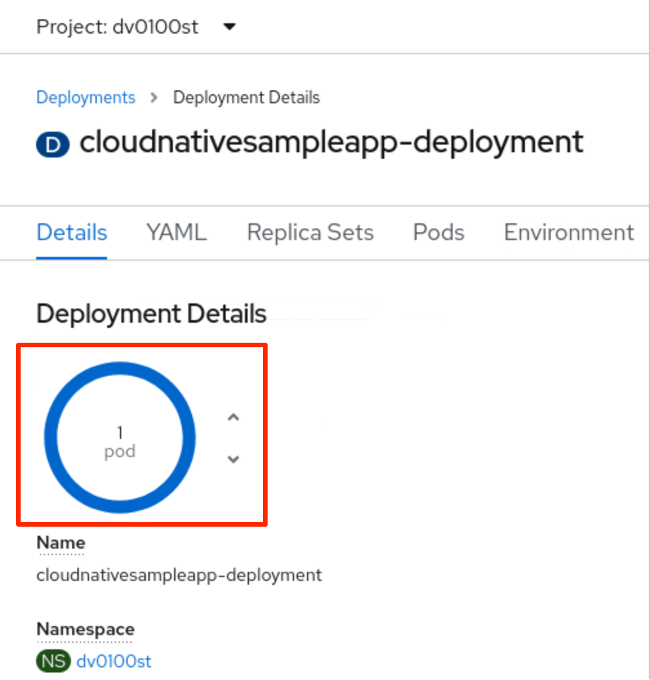 Project: dv0100st
Deployments > Deployment Details
D cloudnativesampleapp-deployment
Details YAML Replica Sets Pods Environment
Deployment Details
1
pod
Name
cloudnativesampleapp-deployment
Namespace
NS dv0100st